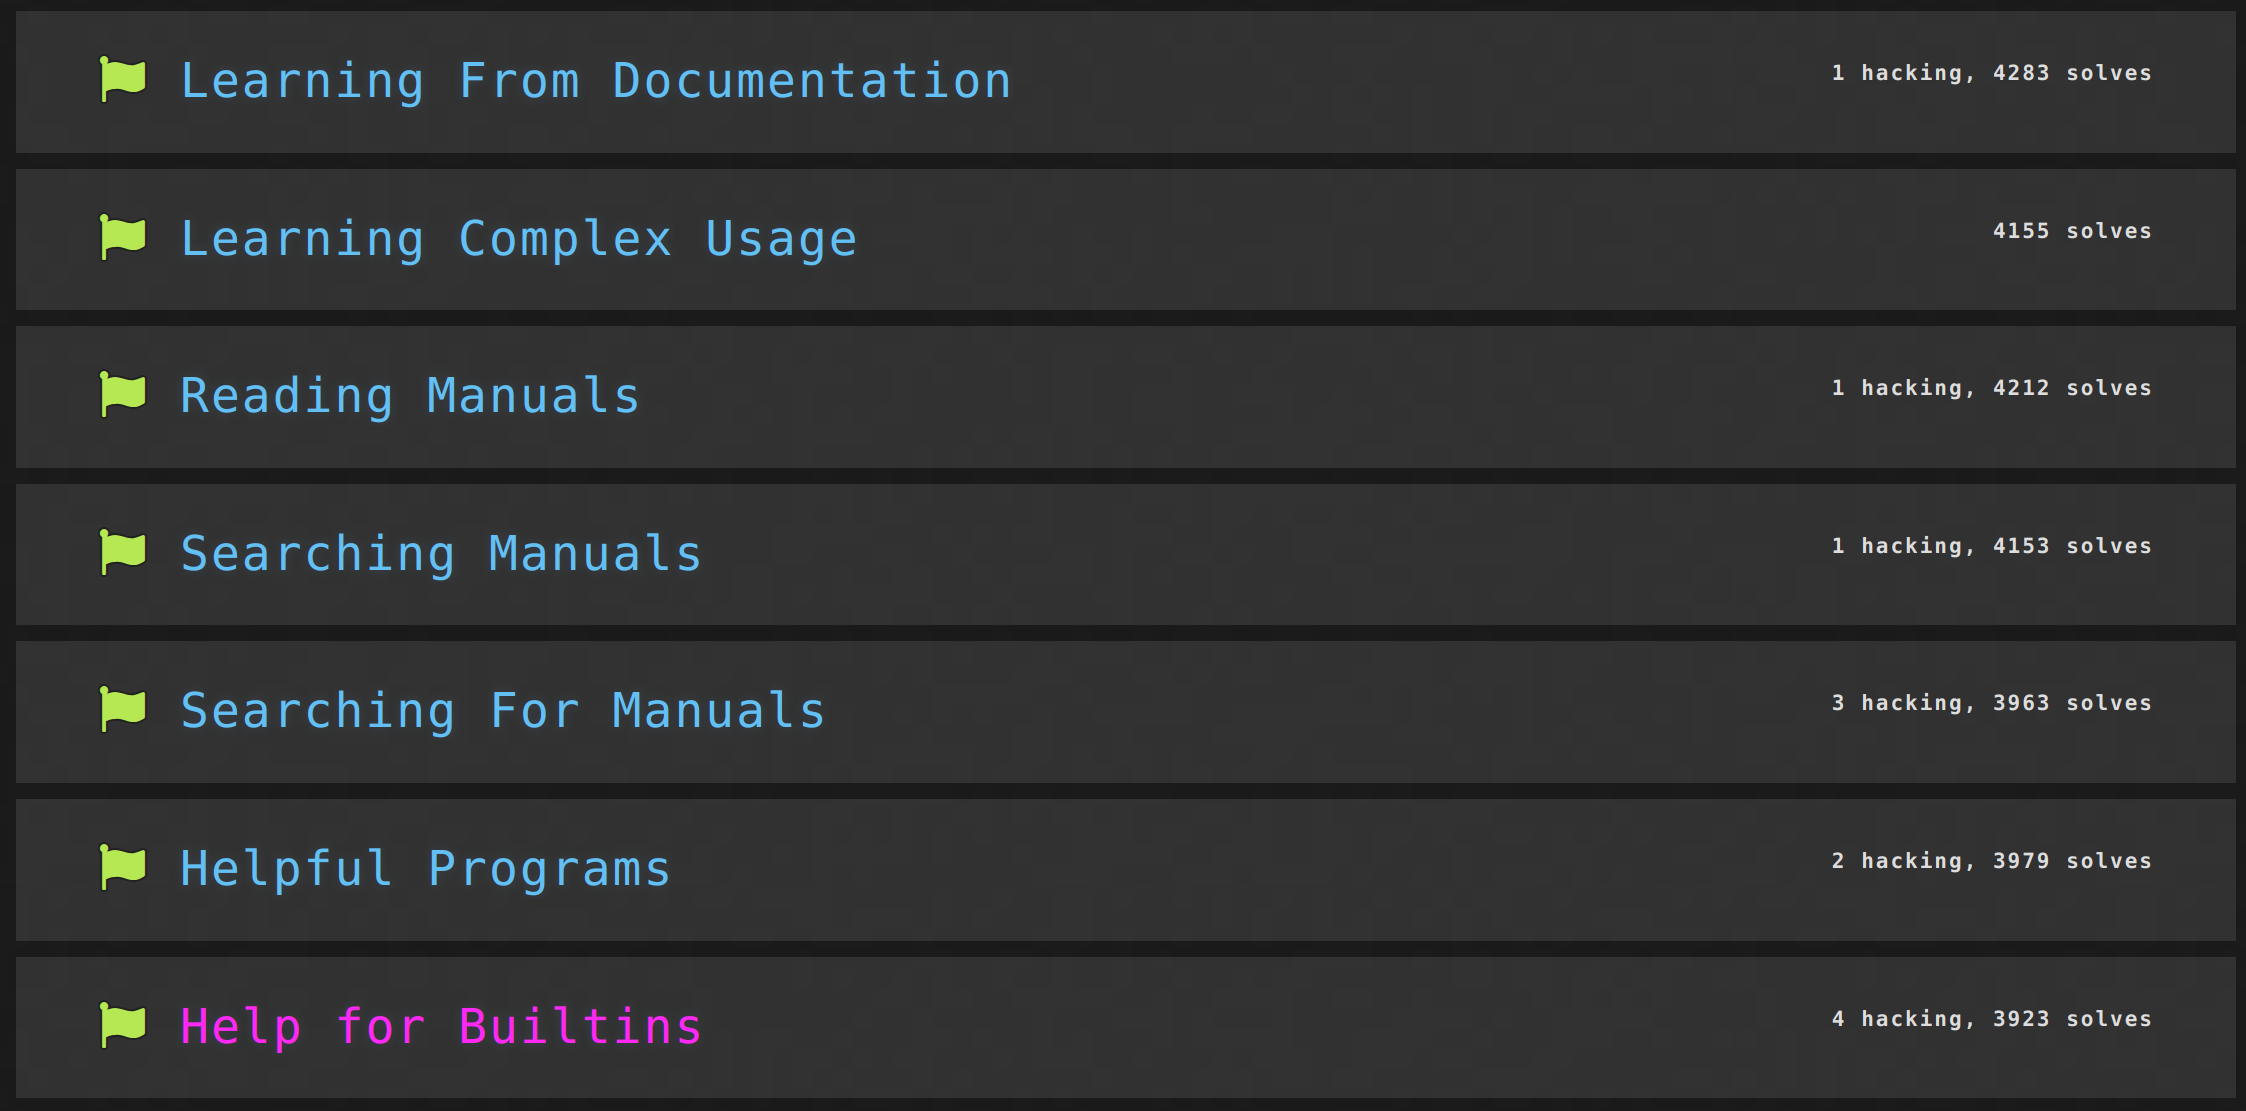 Learning From Documentation 1 hacking, 4283 solves
Learning Complex Usage 4155 solves
Reading Manuals 1 hacking, 4212 solves
Searching Manuals 1 hacking, 4153 solves
Searching For Manuals 3 hacking, 3963 solves
Helpful Programs 2 hacking, 3979 solves
Help for Builtins 4 hacking, 3923 solves